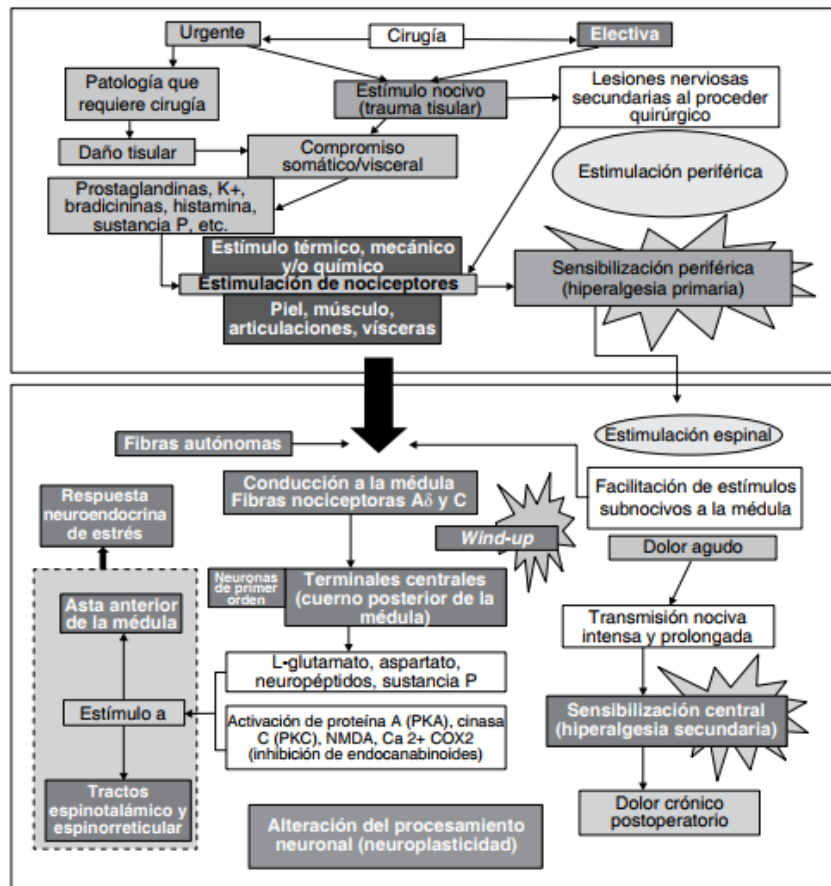 Urgente
Cirugía
Electiva
Patología que
requiere cirugía
Estímulo nocivo
(trauma tisular)
Lesiones nerviosas
secundarias al proceder
quirúrgico
Daño tisular
Compromiso
somático/visceral
Estimulación periférica
Prostaglandinas, K+,
bradicininas, histamina,
sustancia P, etc.
Estímulo térmico, mecánico
y/o químico
Estimulación de nociceptores
Piel, músculo,
articulaciones, vísceras
Sensibilización periférica
(hiperalgesia primaria)
Fibras autónomas
Estimulación espinal
Conducción a la médula
Fibras nociceptoras Aδ y C
Facilitación de estímulos
subnocivos a la médula
Respuesta
neuroendocrina
de estrés
Wind-up
Dolor agudo
Neuronas
de primer
orden
Terminales centrales
(cuerno posterior de la
médula)
Asta anterior
de la médula
Transmisión nociva
intensa y prolongada
L-glutamato, aspartato,
neuropéptidos, sustancia P
Estímulo a
Activación de proteína A (PKA), cinasa
C (PKC), NMDA, Ca 2+ COX2
(inhibición de endocanabinoides)
Sensibilización central
(hiperalgesia secundaria)
Tractos
espinotalámico y
espinorreticular
Alteración del procesamiento
neuronal (neuroplasticidad)
Dolor crónico
postoperatorio